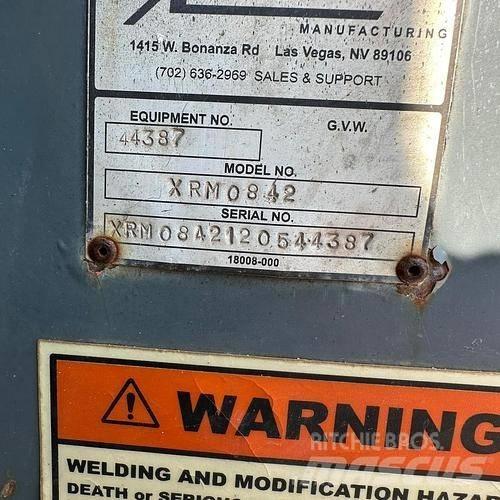 MANUFACTURING
1415 W. Bonanza Rd Las Vegas, NV 89106
(702) 636-2969 SALES & SUPPORT
EQUIPMENT NO.
G.V.W.
44387
MODEL NO.
XRM0842
SERIAL NO.
XRM0842120544387
18008-000
WARNING
RITCHIE BROS.
mascus
WELDING AND MODIFICATION HAZA
DEATH or SERIOUS